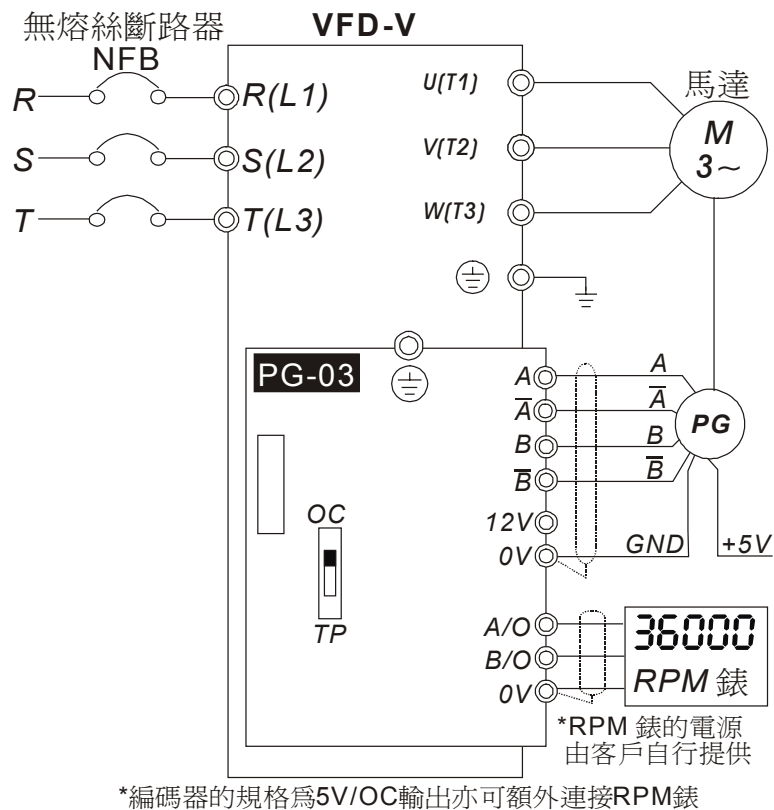 無熔絲斷路器
NFB
VFD-V
R
R(L1)
S
S(L2)
T
T(L3)
U(T1)
V(T2)
W(T3)
馬達
M
3~
PG-03
OC
TP
A
A̅
B
B̅
12V
0V
A
A̅
B
B̅
GND
PG
+5V
A/O
B/O
0V
36000
RPM 錶
*RPM 錶的電源
由客戶自行提供
*編碼器的規格為5V/OC輸出亦可額外連接RPM錶